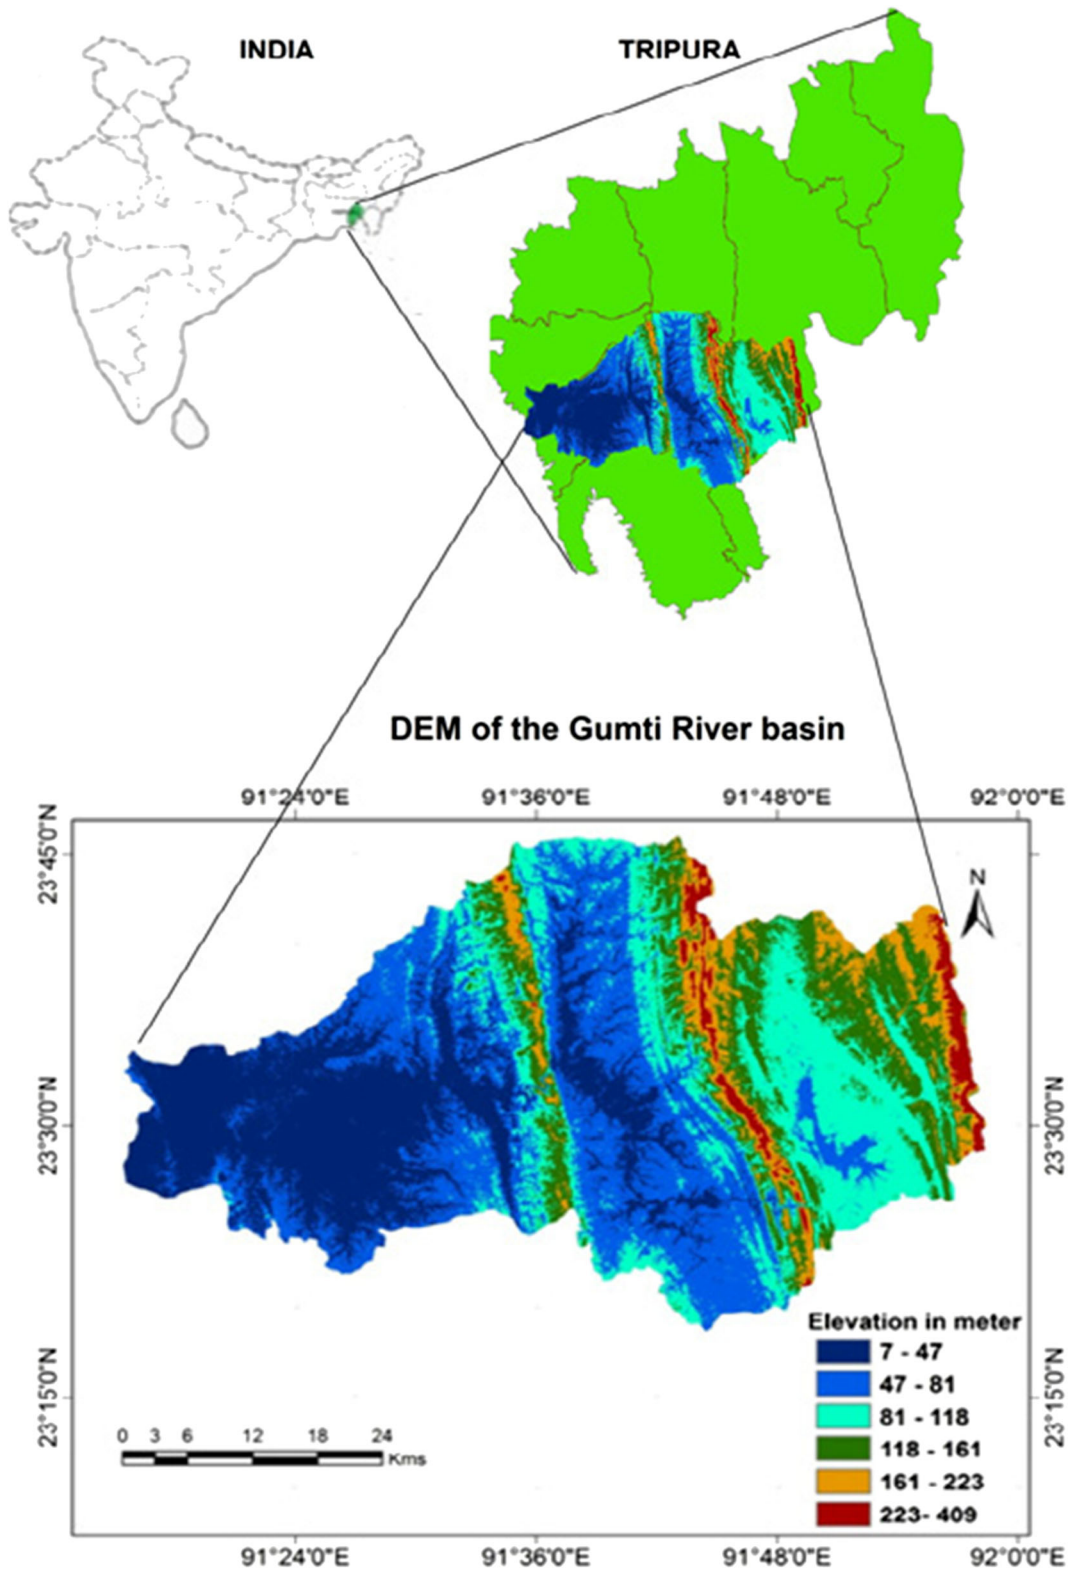 INDIA
TRIPURA
DEM of the Gumti River basin
91°24'0"E 91°36'0"E 91°48'0"E 92°0'0"E
23°45'0"N
N
23°30'0"N
23°30'0"N
Elevation in meter
7 - 47
47 - 81
81 - 118
118 - 161
161 - 223
223- 409
23°15'0"N
23°15'0"N
0 3 6 12 18 24
Kms
91°24'0"E 91°36'0"E 91°48'0"E 92°0'0"E